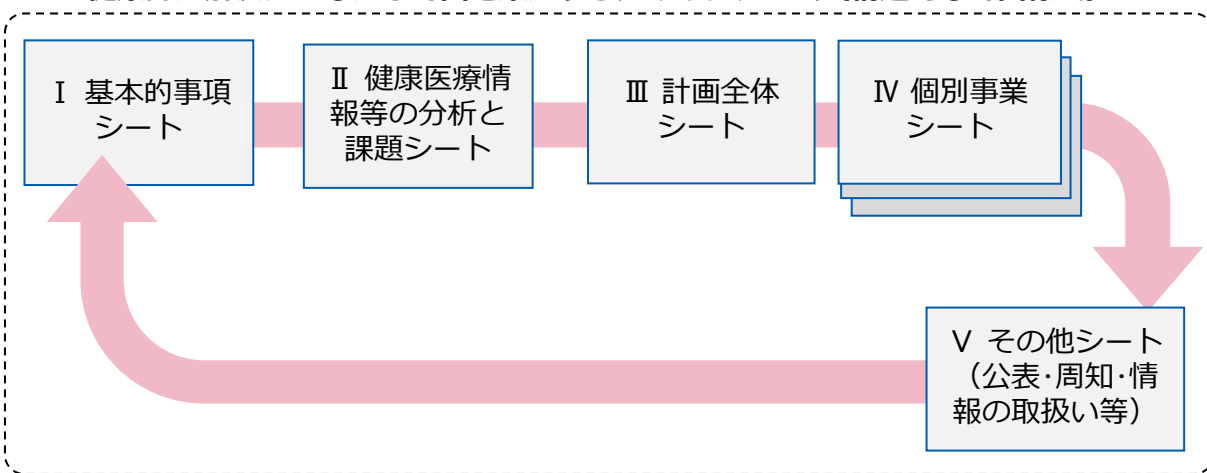 Ⅰ 基本的事項
シート
Ⅱ 健康医療情
報等の分析と
課題シート
Ⅲ 計画全体
シート
Ⅳ 個別事業
シート
Ⅴ その他シート
（公表･周知･情
報の取扱い等）